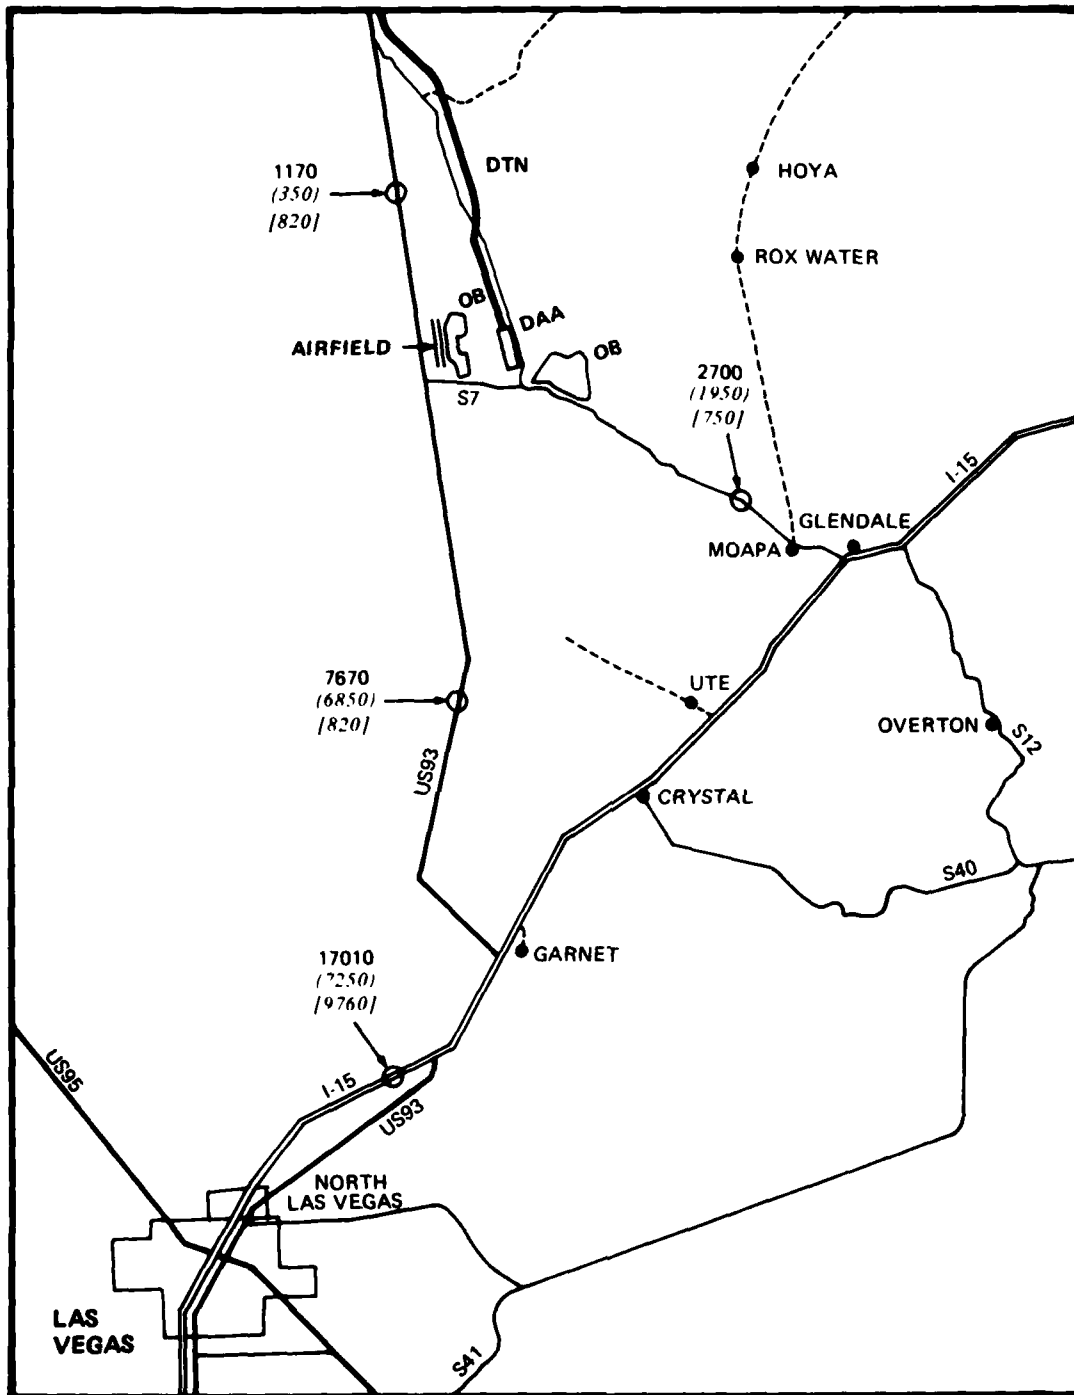 DTN
1170
(350)
[820]
HOYA
ROX WATER
OB
DAA
AIRFIELD
OB
S7
2700
(1950)
[750]
I-15
GLENDALE
MOAPA
7670
(6850)
[820]
UTE
OVERTON
S12
US93
CRYSTAL
S40
GARNET
17010
(7250)
[9760]
US95
I-15
US93
NORTH
LAS VEGAS
LAS
VEGAS
S41